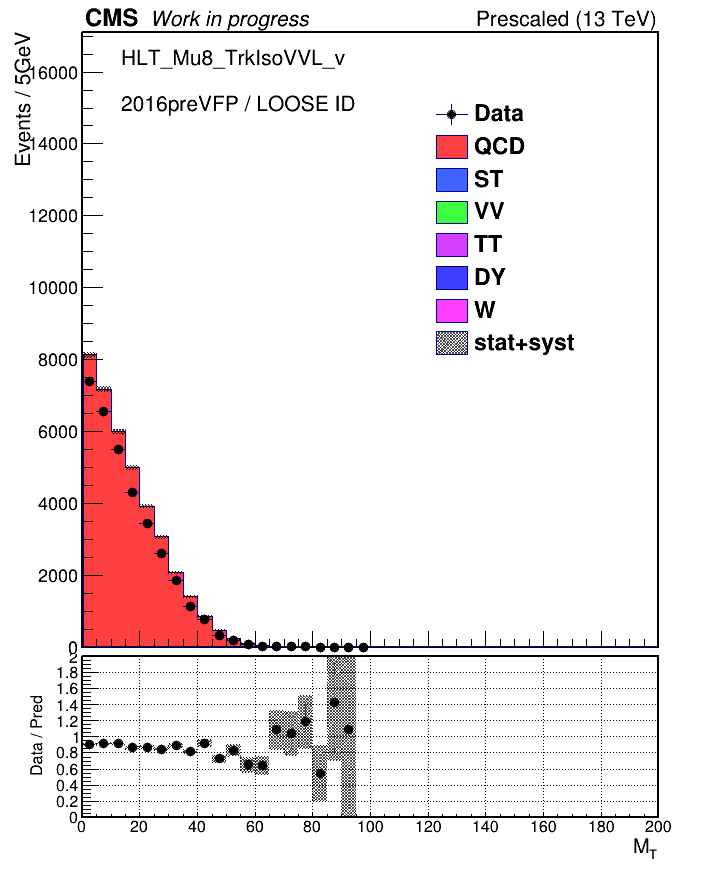 CMS Work in progress Prescaled (13 TeV)
Events / 5GeV
HLT_Mu8_TrkIsoVVL_v
2016preVFP / LOOSE ID
Data
QCD
ST
VV
TT
DY
W
stat+syst
16000
14000
12000
10000
8000
6000
4000
2000
0
Data / Pred
2
1.8
1.6
1.4
1.2
1
0.8
0.6
0.4
0.2
0
0 20 40 60 80 100 120 140 160 180 200
M_T